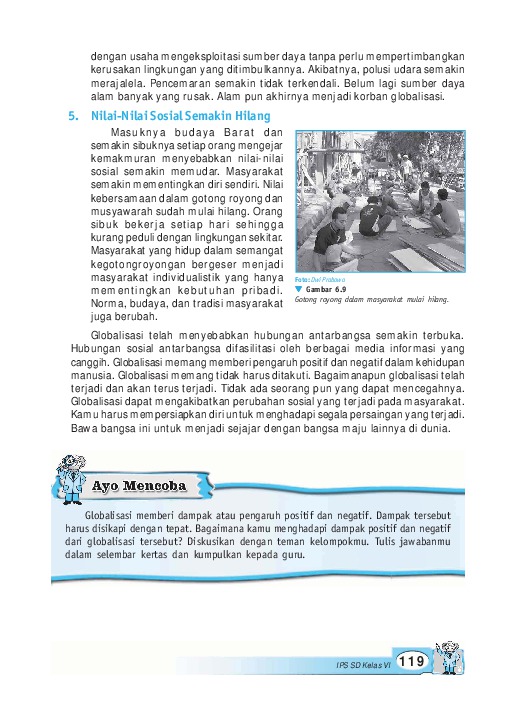 dengan usaha mengeksploitasi sumber daya tanpa perlu mempertimbangkan
kerusakan lingkungan yang ditimbulkannya. Akibatnya, polusi udara semakin
merajalela. Pencemaran semakin tidak terkendali. Belum lagi sumber daya
alam banyak yang rusak. Alam pun akhirnya menjadi korban globalisasi.
5. Nilai-Nilai Sosial Semakin Hilang
Masuknya budaya Barat dan
semakin sibuknya setiap orang mengejar
kemakmuran menyebabkan nilai-nilai
sosial semakin memudar. Masyarakat
semakin mementingkan diri sendiri. Nilai
kebersamaan dalam gotong royong dan
musyawarah sudah mulai hilang. Orang
sibuk bekerja setiap hari sehingga
kurang peduli dengan lingkungan sekitar.
Masyarakat yang hidup dalam semangat
kegotongroyongan bergeser menjadi
masyarakat individualistik yang hanya
mementingkan kebutuhan pribadi.
Norma, budaya, dan tradisi masyarakat
juga berubah.
Foto: Dwi Prabowo
Gambar 6.9
Gotong royong dalam masyarakat mulai hilang.
Globalisasi telah menyebabkan hubungan antarbangsa semakin terbuka.
Hubungan sosial antarbangsa difasilitasi oleh berbagai media informasi yang
canggih. Globalisasi memang memberi pengaruh positif dan negatif dalam kehidupan
manusia. Globalisasi memang tidak harus ditakuti. Bagaimanapun globalisasi telah
terjadi dan akan terus terjadi. Tidak ada seorang pun yang dapat mencegahnya.
Globalisasi dapat mengakibatkan perubahan sosial yang terjadi pada masyarakat.
Kamu harus mempersiapkan diri untuk menghadapi segala persaingan yang terjadi.
Bawa bangsa ini untuk menjadi sejajar dengan bangsa maju lainnya di dunia.
Ayo Mencoba
Globalisasi memberi dampak atau pengaruh positif dan negatif. Dampak tersebut
harus disikapi dengan tepat. Bagaimana kamu menghadapi dampak positif dan negatif
dari globalisasi tersebut? Diskusikan dengan teman kelompokmu. Tulis jawabanmu
dalam selembar kertas dan kumpulkan kepada guru.
IPS SD Kelas VI 119